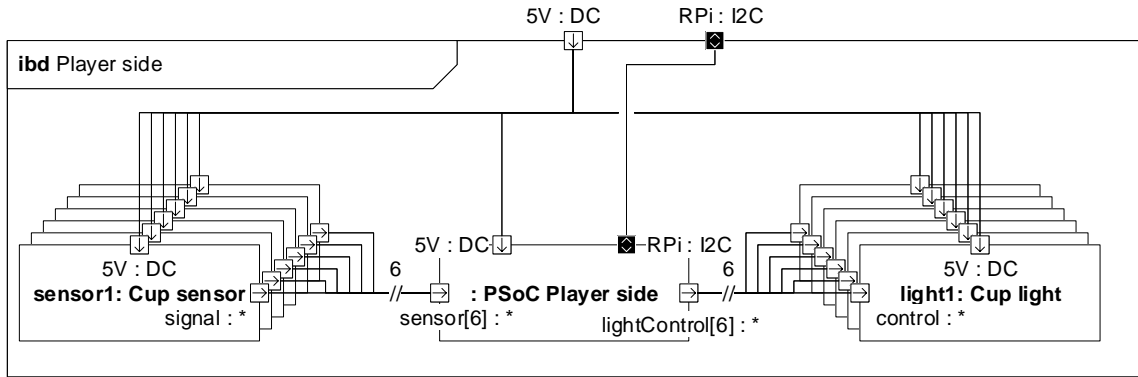 5V : DC
RPi : I2C
ibd Player side
5V : DC
RPi : I2C
5V : DC
6
6
5V : DC
sensor1: Cup sensor
: PSoC Player side
light1: Cup light
signal : *
sensor[6] : *
lightControl[6] : *
control : *